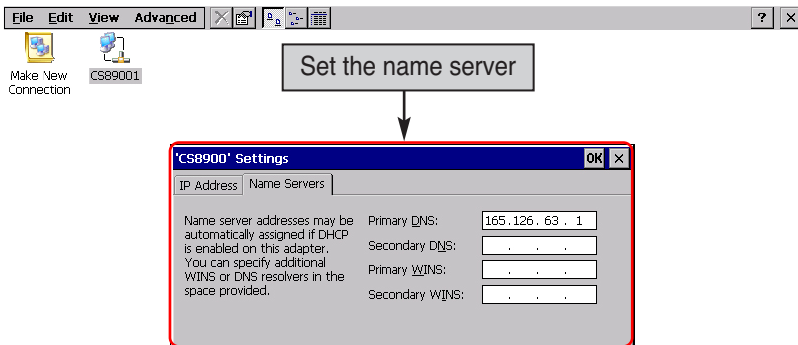 File Edit View Advanced ? ×
Make New Connection
CS89001
Set the name server
'CS8900' Settings OK ×
IP Address Name Servers
Name server addresses may be
automatically assigned if DHCP
is enabled on this adapter.
You can specify additional
WINS or DNS resolvers in the
space provided.
Primary DNS: 165.126. 63 . 1
Secondary DNS: . . .
Primary WINS: . . .
Secondary WINS: . . .